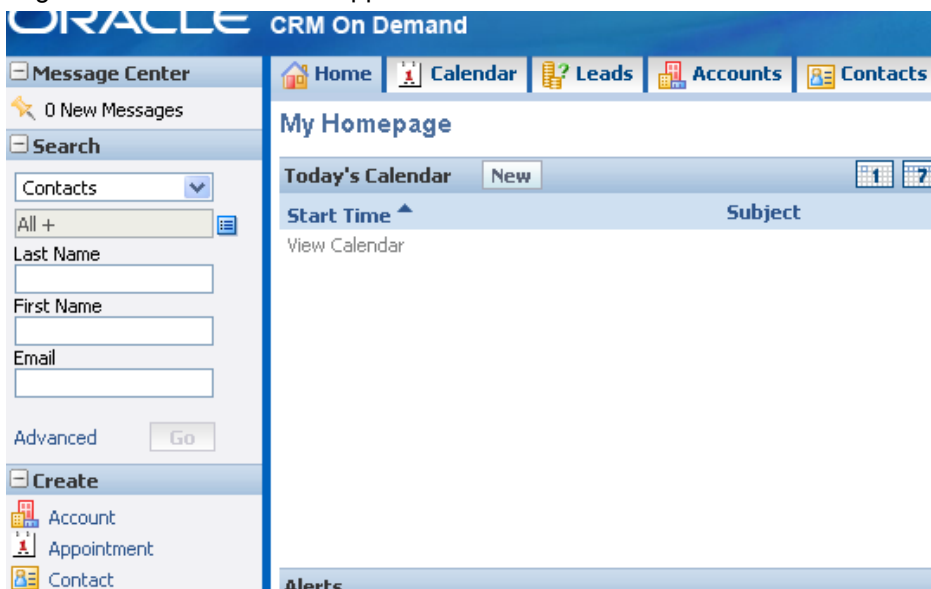 ORACLE CRM On Demand
Message Center
0 New Messages
Search
Contacts
All +
Last Name
First Name
Email
Advanced Go
Create
Account
Appointment
Contact
Home Calendar Leads Accounts Contacts
My Homepage
Today's Calendar New 1 7
Start Time Subject
View Calendar
Alerts